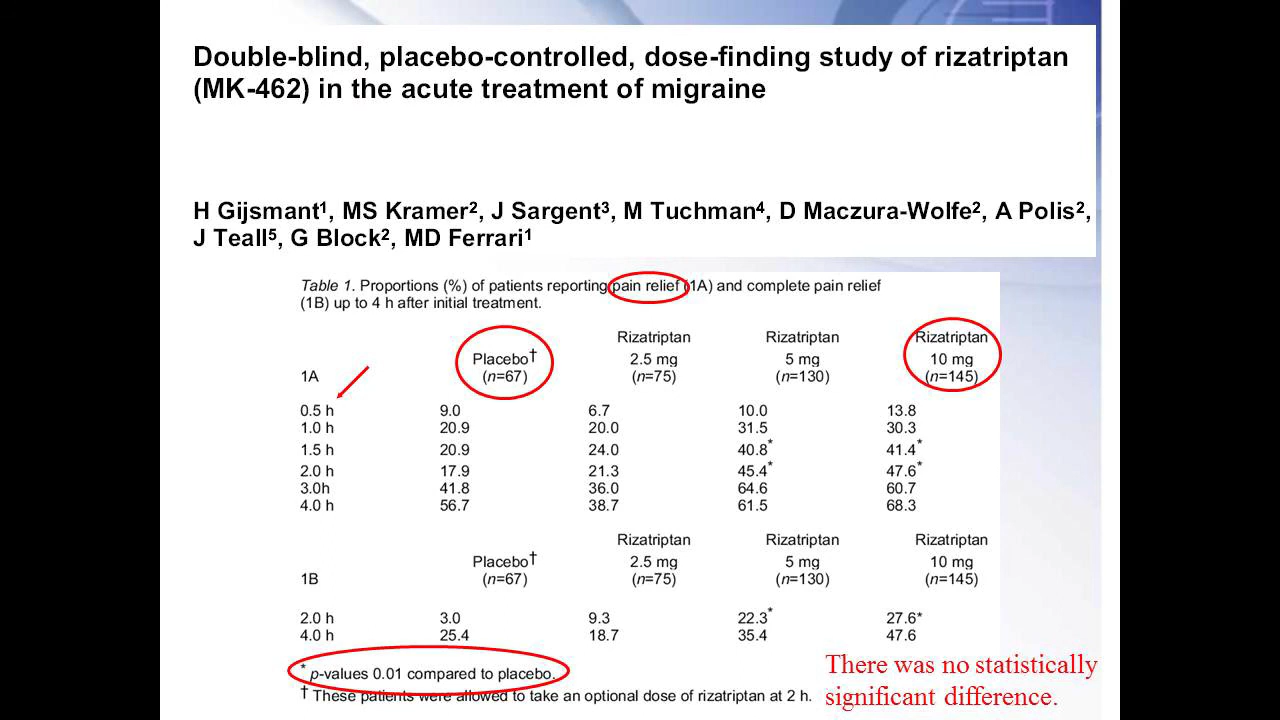 Double-blind, placebo-controlled, dose-finding study of rizatriptan
(MK-462) in the acute treatment of migraine
H Gijsmant¹, MS Kramer², J Sargent³, M Tuchman⁴, D Maczura-Wolfe², A Polis²,
J Teall⁵, G Block², MD Ferrari¹
Table 1. Proportions (%) of patients reporting pain relief (1A) and complete pain relief
(1B) up to 4 h after initial treatment.
Rizatriptan Rizatriptan Rizatriptan
Placebo† 2.5 mg 5 mg 10 mg
1A (n=67) (n=75) (n=130) (n=145)
0.5 h 9.0 6.7 10.0 13.8
1.0 h 20.9 20.0 31.5 30.3
1.5 h 20.9 24.0 40.8* 41.4*
2.0 h 17.9 21.3 45.4* 47.6*
3.0h 41.8 36.0 64.6 60.7
4.0 h 56.7 38.7 61.5 68.3
Rizatriptan Rizatriptan Rizatriptan
Placebo† 2.5 mg 5 mg 10 mg
1B (n=67) (n=75) (n=130) (n=145)
2.0 h 3.0 9.3 22.3* 27.6*
4.0 h 25.4 18.7 35.4 47.6
* p-values 0.01 compared to placebo.
† These patients were allowed to take an optional dose of rizatriptan at 2 h.
There was no statistically
significant difference.